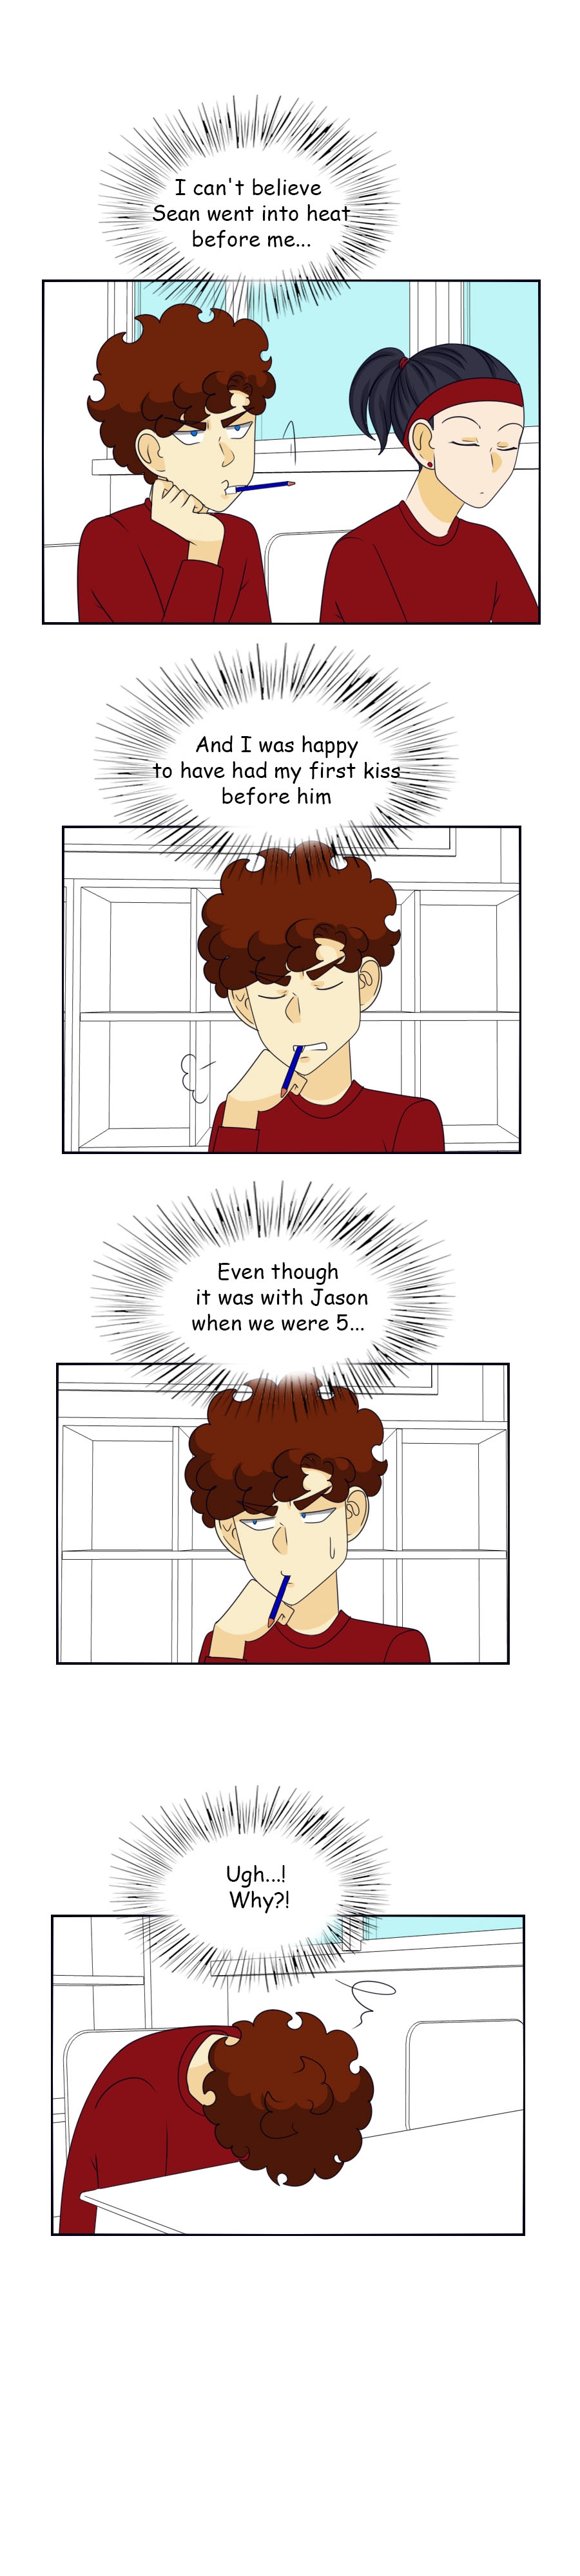 I can't believe
Sean went into heat
before me...
And I was happy
to have had my first kiss
before him
Even though
it was with Jason
when we were 5...
Ugh...!
Why?!